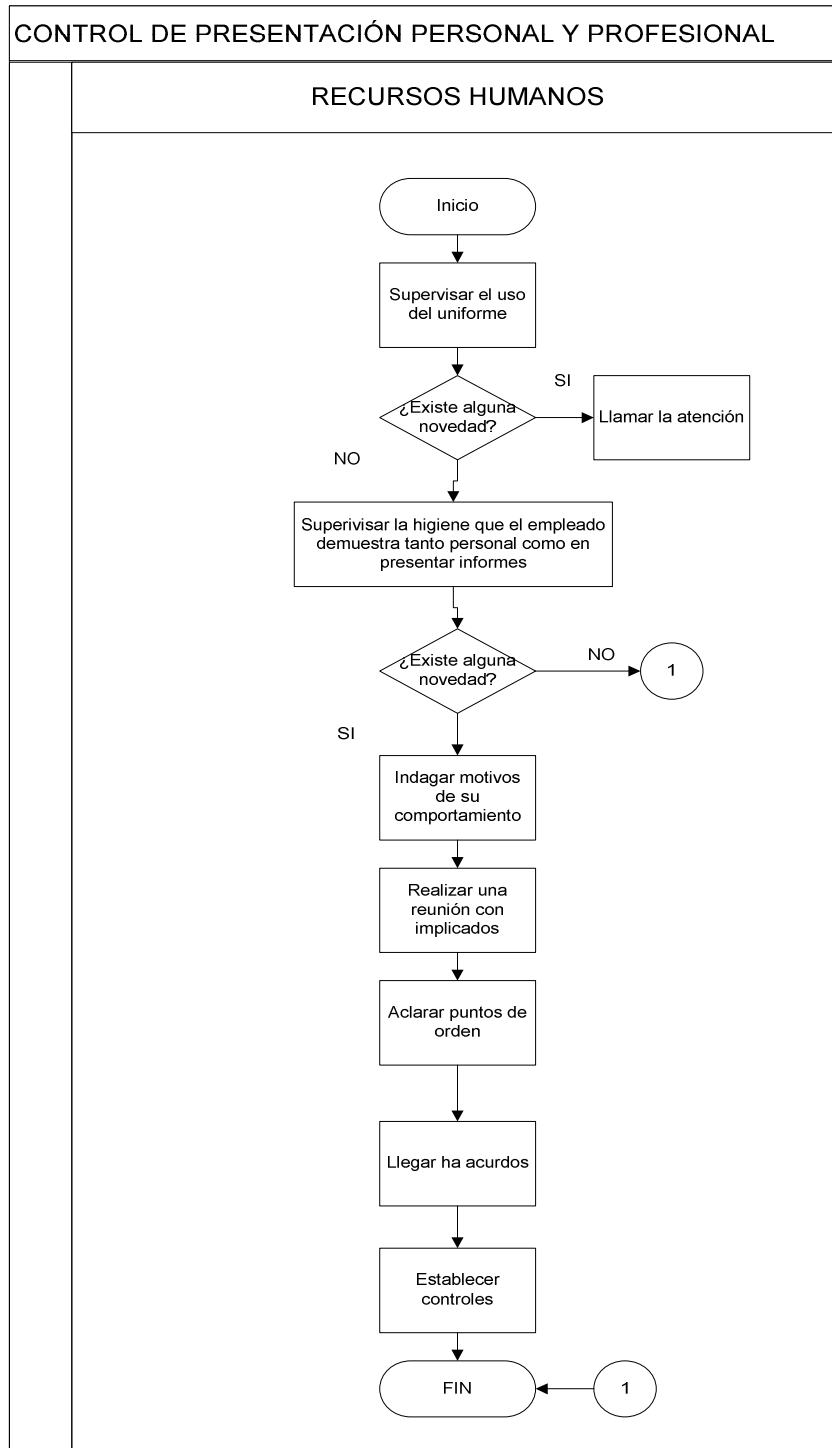 CONTROL DE PRESENTACIÓN PERSONAL Y PROFESIONAL
RECURSOS HUMANOS
Inicio
Supervisar el uso
del uniforme
¿Existe alguna
novedad?
SI
Llamar la atención
NO
Superivisar la higiene que el empleado
demuestra tanto personal como en
presentar informes
¿Existe alguna
novedad?
NO
1
SI
Indagar motivos
de su
comportamiento
Realizar una
reunión con
implicados
Aclarar puntos de
orden
Llegar ha acurdos
Establecer
controles
FIN
1